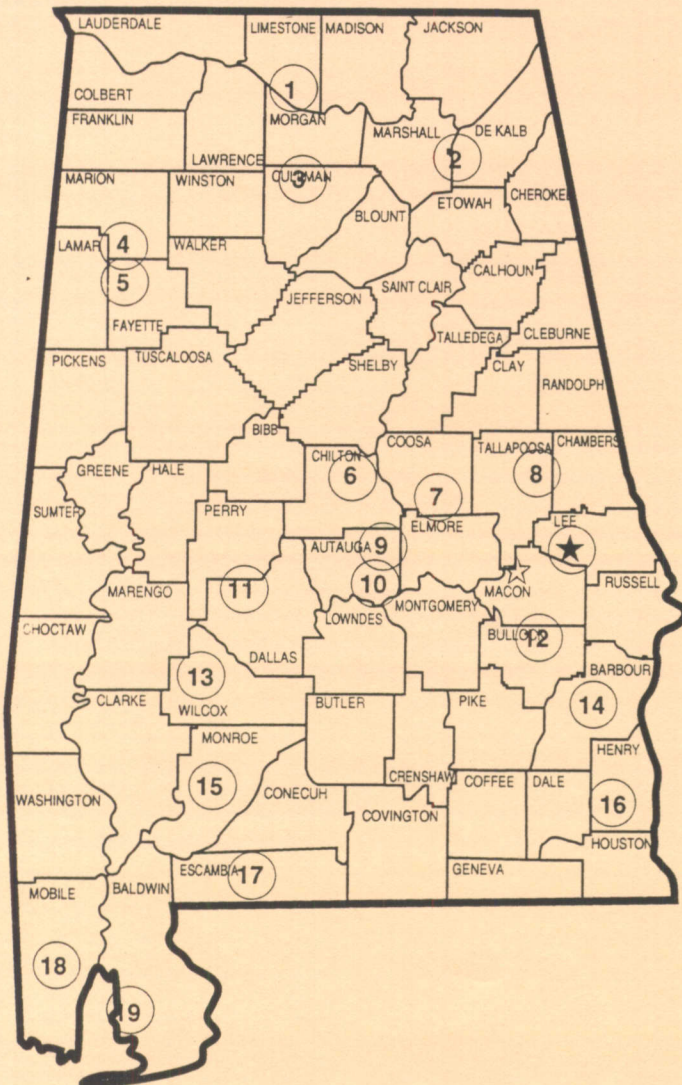 LAUDERDALE LIMESTONE MADISON JACKSON
COLBERT 1
FRANKLIN MORGAN MARSHALL DE KALB
LAWRENCE 2
MARION WINSTON CULLMAN 3 CHEROKEE
BLOUNT ETOWAH
LAMAR 4 WALKER
5 JEFFERSON SAINT CLAIR CALHOUN
FAYETTE TALLEDEGA CLEBURNE
PICKENS TUSCALOOSA SHELBY CLAY
RANDOLPH
BIBB COOSA TALLAPOOSA CHAMBERS
GREENE HALE CHILTON
6 7 8
SUMTER PERRY ELMORE LEE
AUTAUGA 9
MARENGO 11 10 MONTGOMERY MACON RUSSELL
CHOCTAW LOWNDES BULLOCK 12
DALLAS BARBOUR
13
CLARKE WILCOX BUTLER PIKE 14
MONROE HENRY
15 CRENSHAW COFFEE DALE
WASHINGTON CONECUH COVINGTON 16
HOUSTON
ESCAMBIA 17 GENEVA
MOBILE BALDWIN
18
19